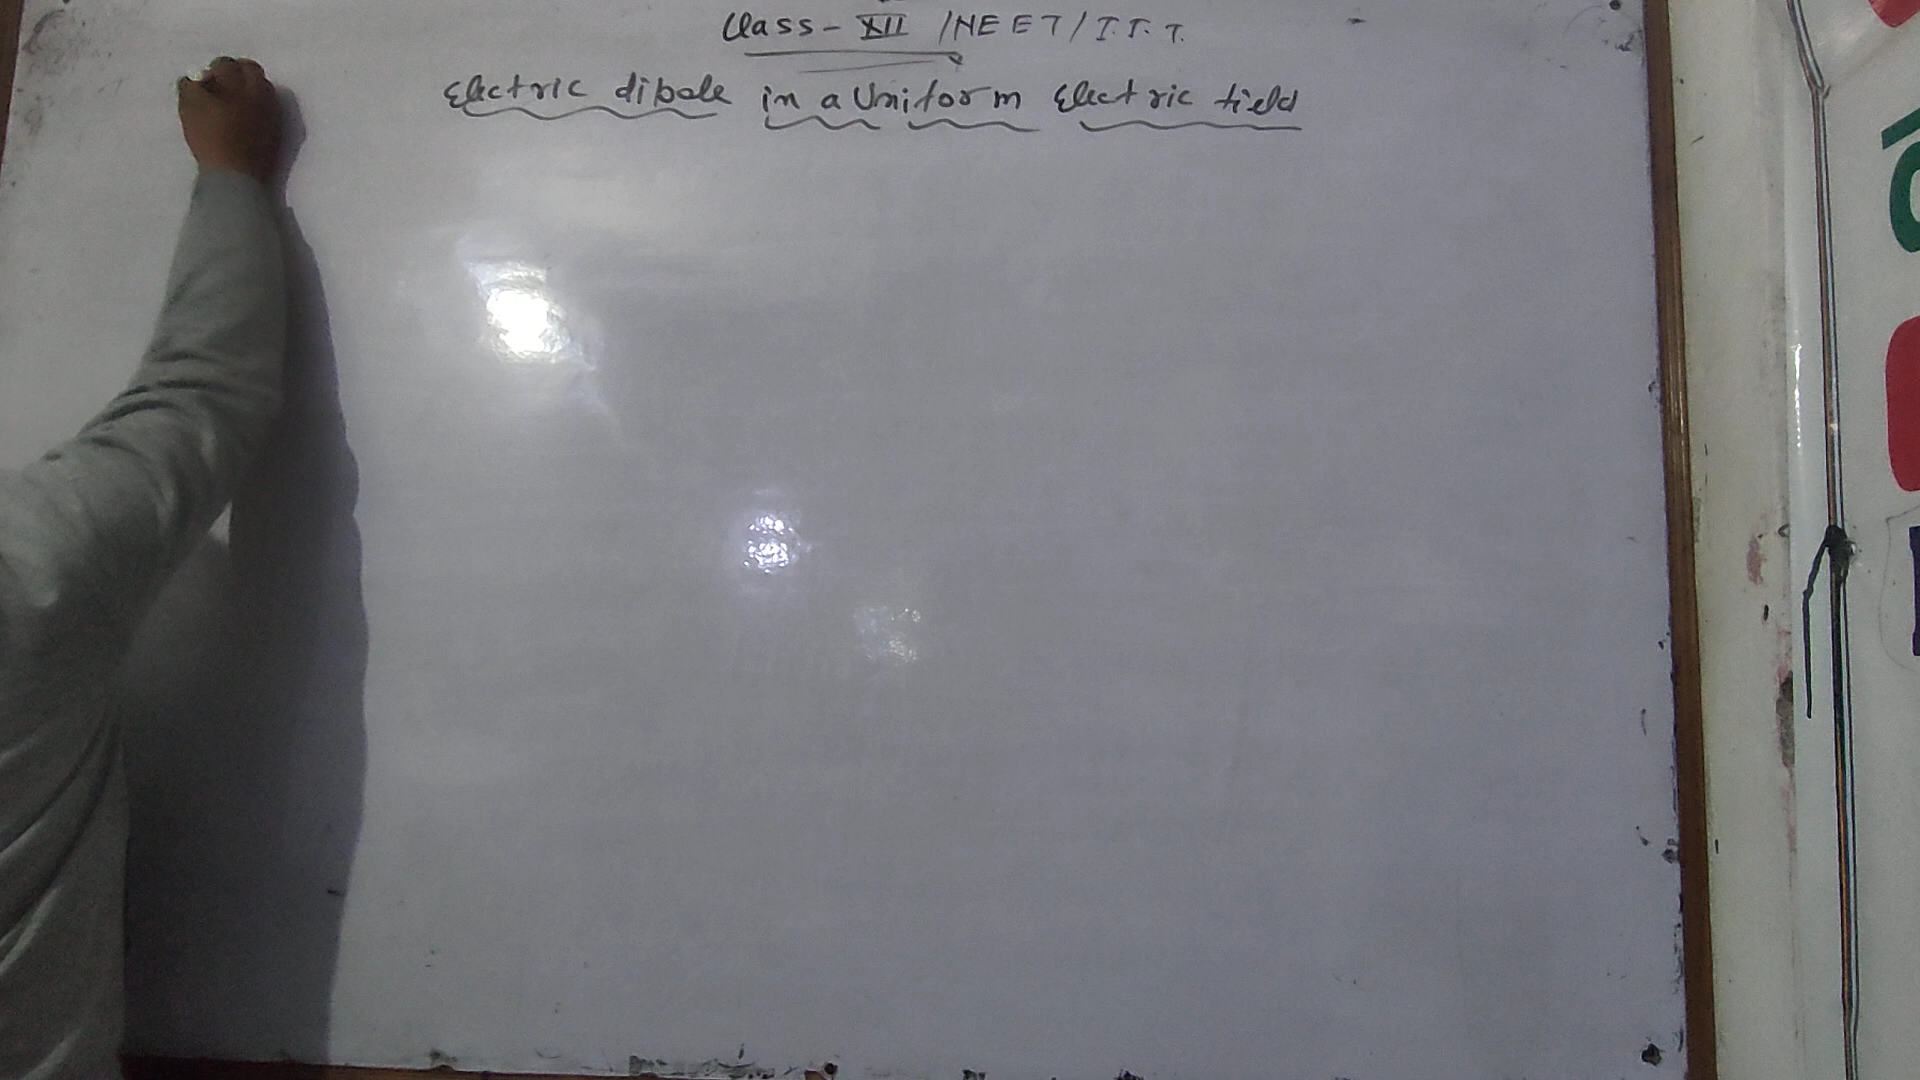 Class - XII / NEET / I.I.T.
Electric dipole in a Uniform Electric field